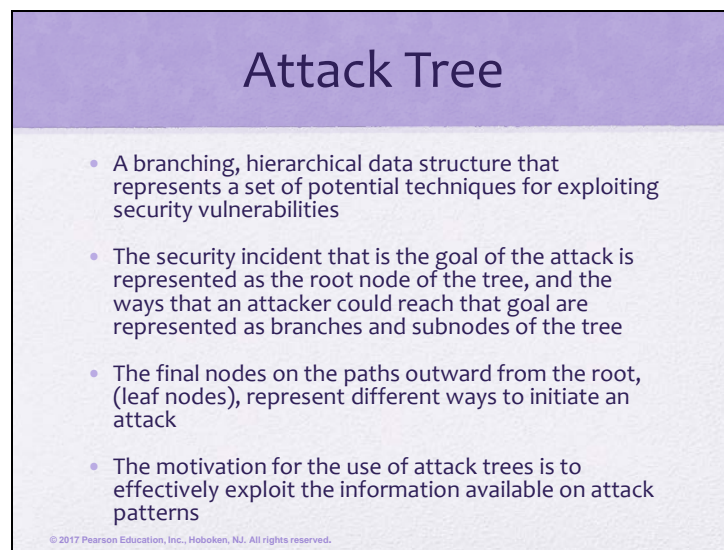 Attack Tree
• A branching, hierarchical data structure that
represents a set of potential techniques for exploiting
security vulnerabilities
• The security incident that is the goal of the attack is
represented as the root node of the tree, and the
ways that an attacker could reach that goal are
represented as branches and subnodes of the tree
• The final nodes on the paths outward from the root,
(leaf nodes), represent different ways to initiate an
attack
• The motivation for the use of attack trees is to
effectively exploit the information available on attack
patterns
© 2017 Pearson Education, Inc., Hoboken, NJ. All rights reserved.